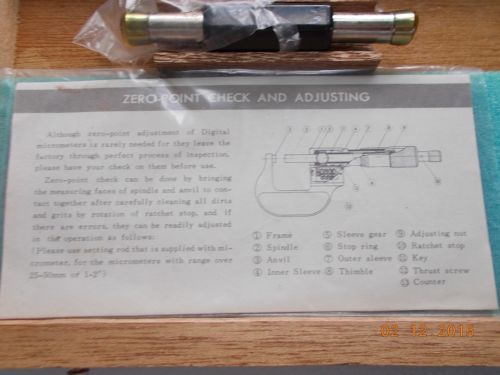 ZERO-POINT CHECK AND ADJUSTING
Although zero-point adjustment of Digital
micrometers is rarely needed for they leave the
factory through perfect process of inspection,
please have your check on them before use.
Zero-point check can be done by bringing
the measuring faces of spindle and anvil to con-
tact together after carefully cleaning all dirts
and grits by rotation of ratchet stop, and if
there are errors, they can be readily adjusted
in the operation as follows:
(Please use setting rod that is supplied with mi-
crometer, for the micrometers with range over
25-50mm or 1-2")
① Frame
② Spindle
③ Anvil
④ Inner Sleeve
⑤ Sleeve gear
⑥ Stop ring
⑦ Outer sleeve
⑧ Thimble
⑨ Adjusting nut
⑩ Ratchet stop
⑪ Key
⑫ Thrust screw
⑬ Counter
02 12 2016